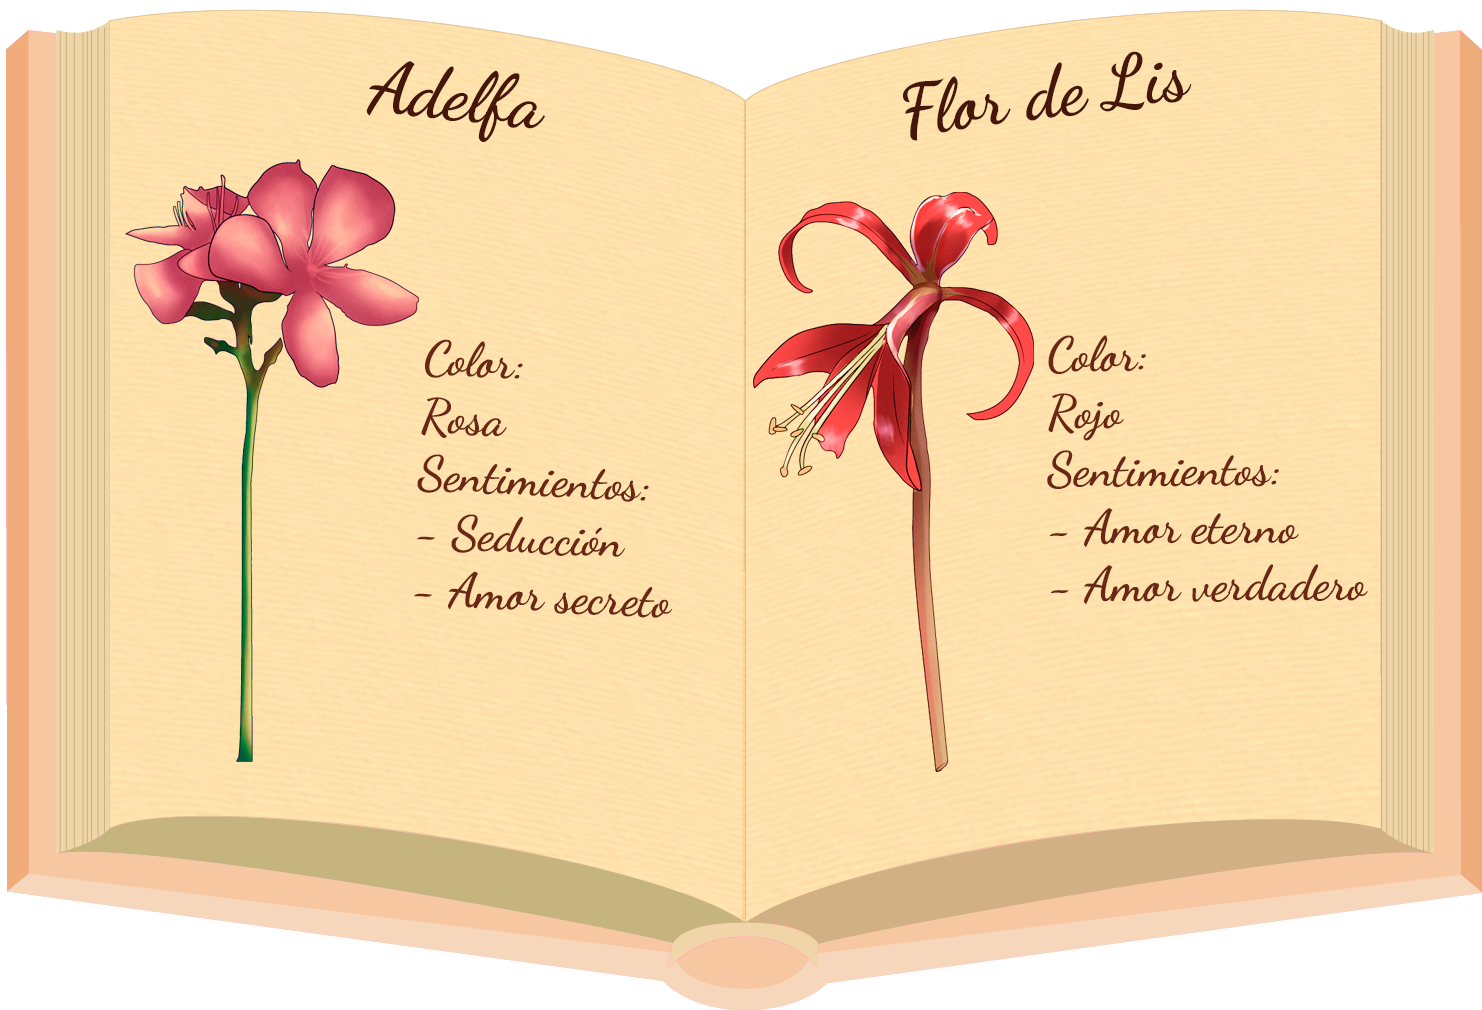 Adelfa
Color:
Rosa
Sentimientos:
- Seducción
- Amor secreto
Flor de Lis
Color:
Rojo
Sentimientos:
- Amor eterno
- Amor verdadero